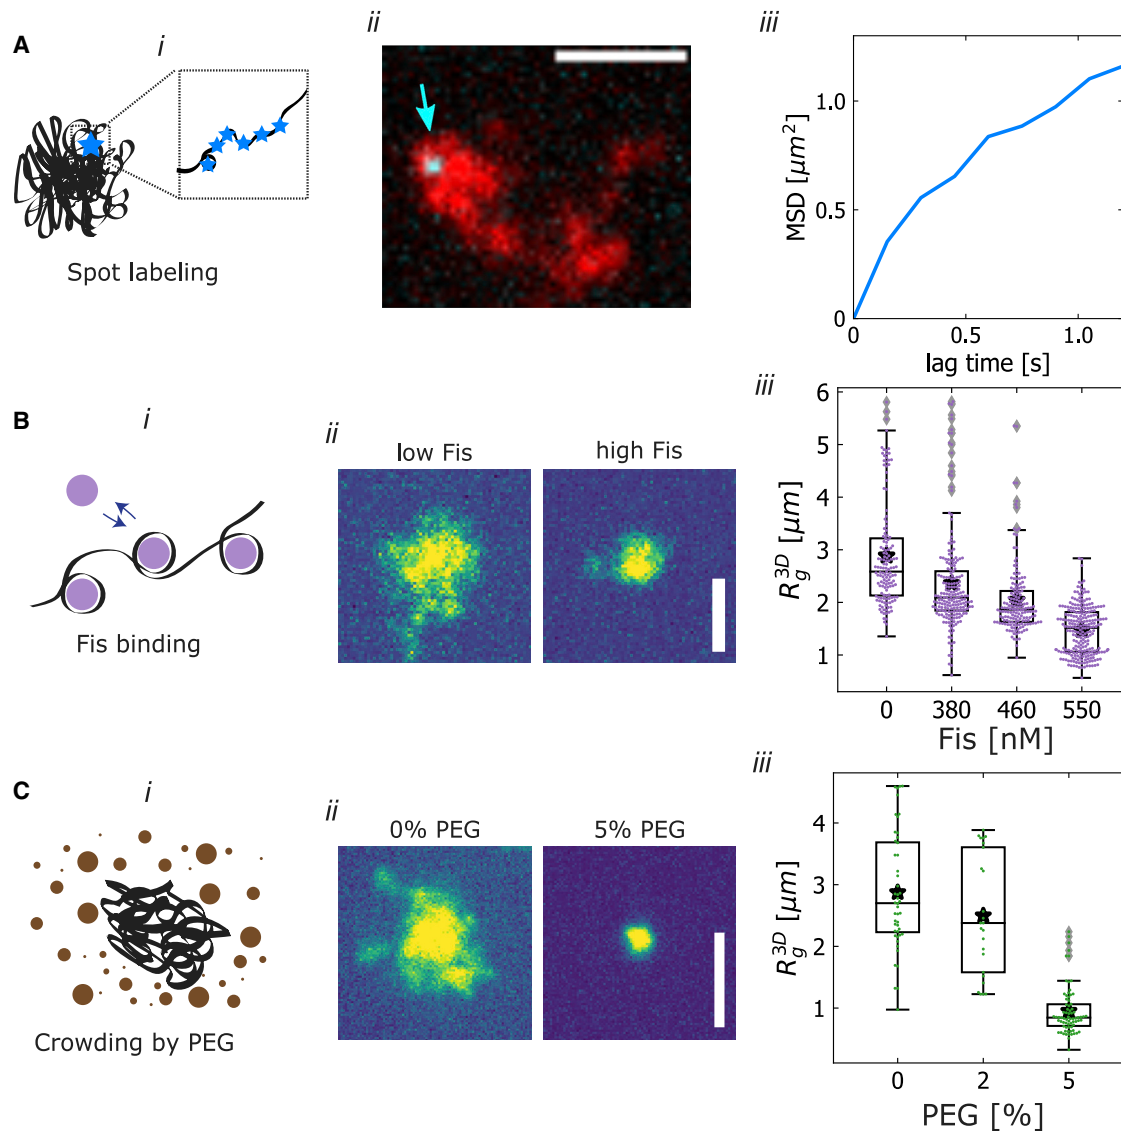 A
i
Spot labeling
ii
iii
MSD [μm²]
1.0
0.5
0
0 0.5 1.0
lag time [s]
B
i
Fis binding
ii
low Fis high Fis
iii
R_g^{3D} [μm]
6
5
4
3
2
1
0 380 460 550
Fis [nM]
C
i
Crowding by PEG
ii
0% PEG 5% PEG
iii
R_g^{3D} [μm]
4
3
2
1
0 2 5
PEG [%]